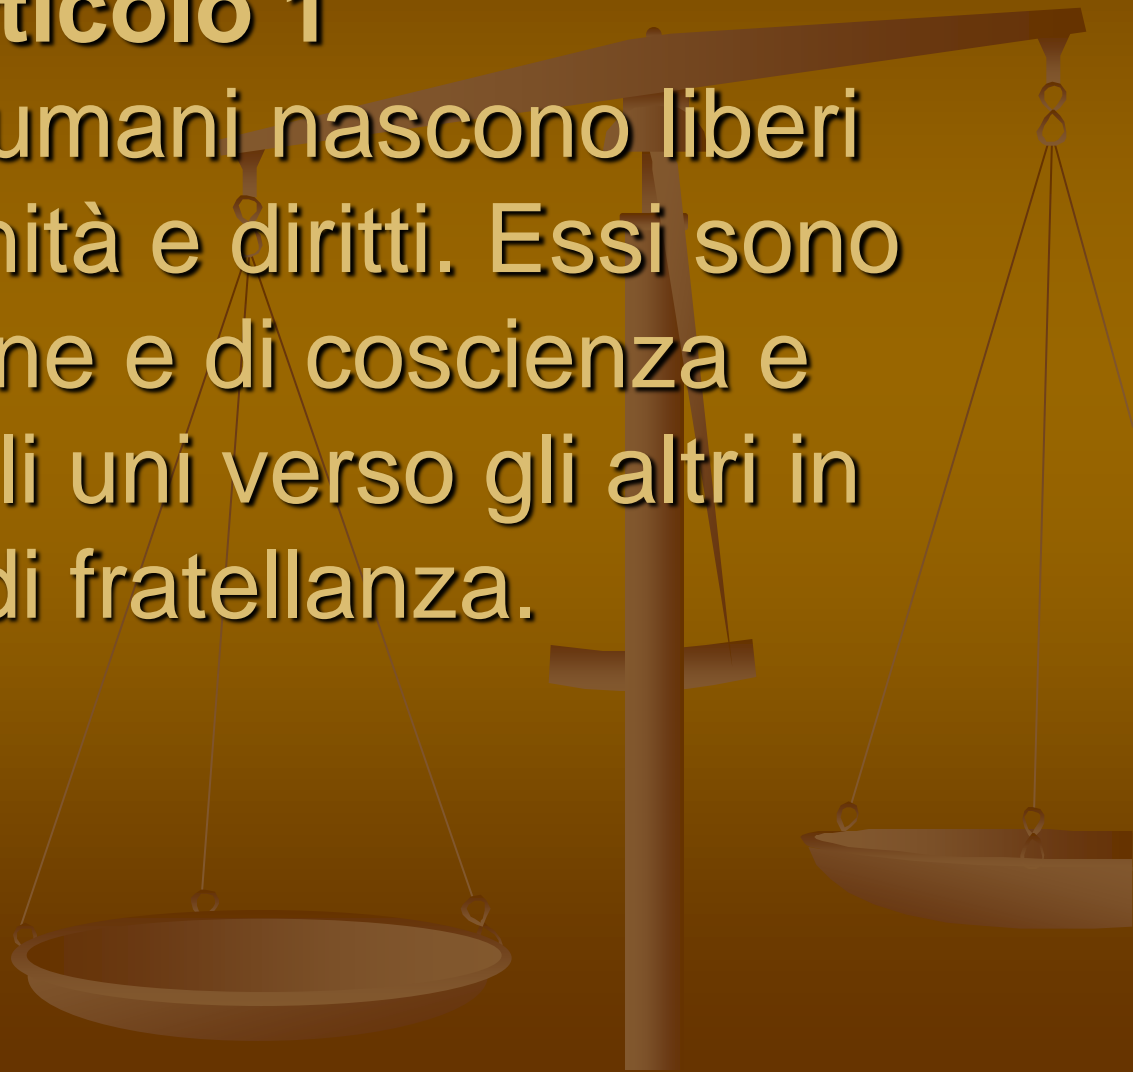 ticolo 1
umani nascono liberi
nità e diritti. Essi sono
ne e di coscienza e
li uni verso gli altri in
di fratellanza.